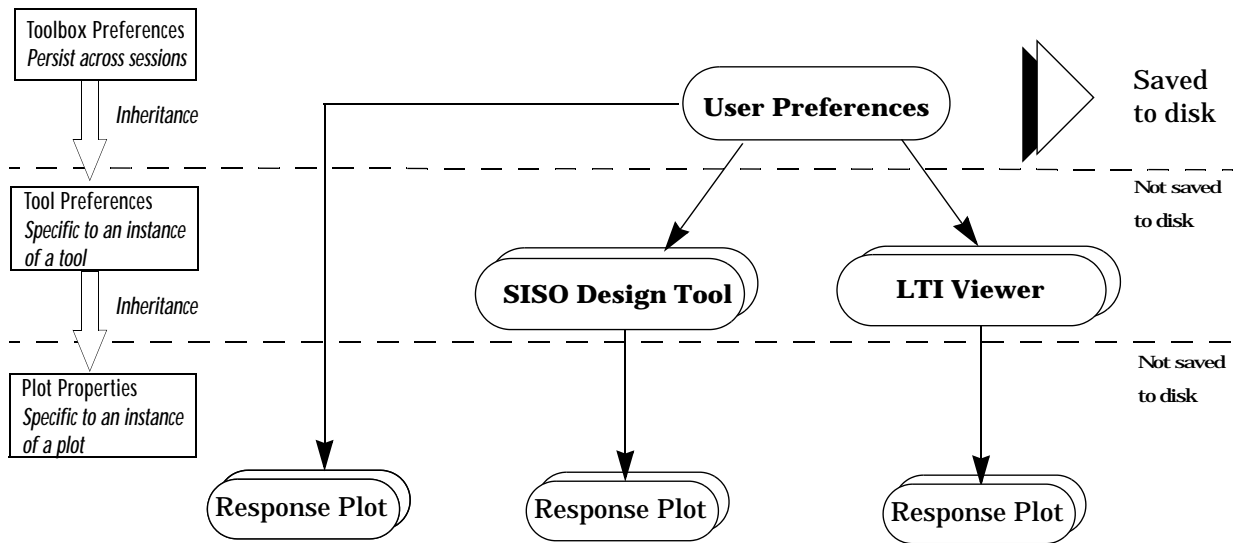 Toolbox Preferences
Persist across sessions
Inheritance
User Preferences
Saved
to disk
Tool Preferences
Specific to an instance
of a tool
Not saved
to disk
SISO Design Tool
LTI Viewer
Inheritance
Plot Properties
Specific to an instance
of a plot
Not saved
to disk
Response Plot
Response Plot
Response Plot